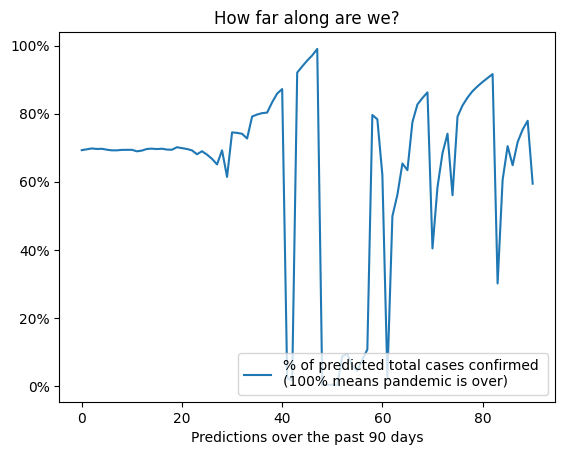 How far along are we?
100%
80%
60%
40%
20%
0%
% of predicted total cases confirmed
(100% means pandemic is over)
0 20 40 60 80
Predictions over the past 90 days